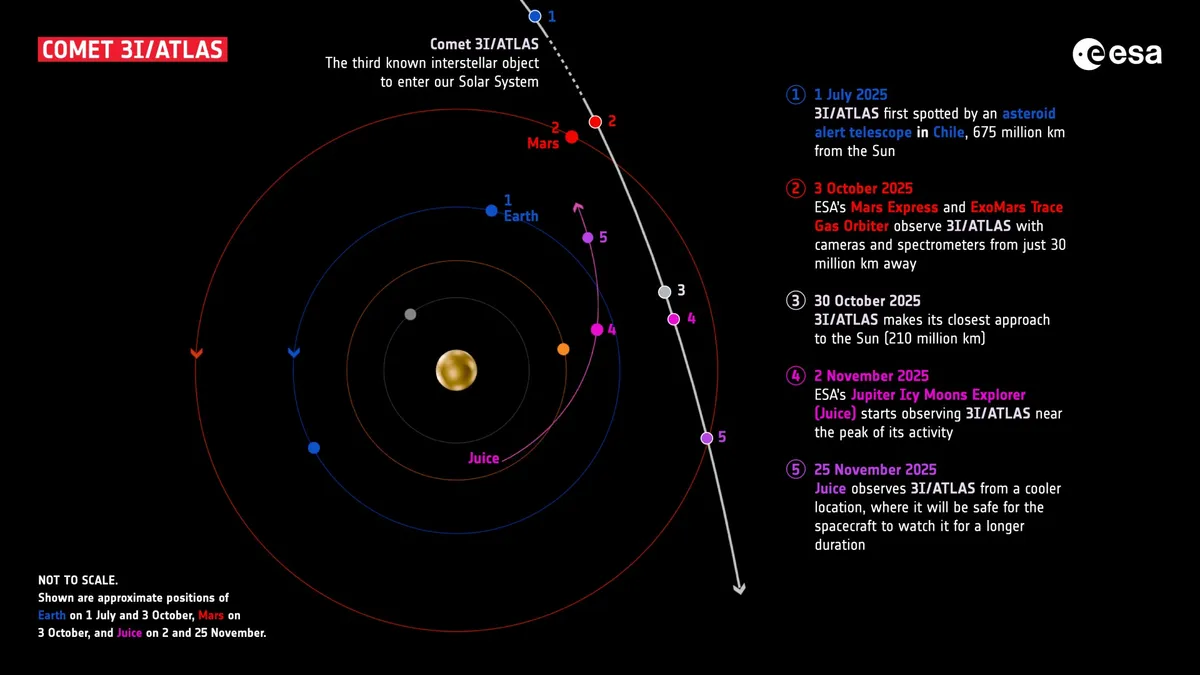 COMET 3I/ATLAS
esa
1
Comet 3I/ATLAS
The third known interstellar object
to enter our Solar System
2
2
Mars
1
Earth
5
3
4
4
5
Juice
1 1 July 2025
3I/ATLAS first spotted by an asteroid
alert telescope in Chile, 675 million km
from the Sun
2 3 October 2025
ESA's Mars Express and ExoMars Trace
Gas Orbiter observe 3I/ATLAS with
cameras and spectrometers from just 30
million km away
3 30 October 2025
3I/ATLAS makes its closest approach
to the Sun (210 million km)
4 2 November 2025
ESA's Jupiter Icy Moons Explorer
(Juice) starts observing 3I/ATLAS near
the peak of its activity
5 25 November 2025
Juice observes 3I/ATLAS from a cooler
location, where it will be safe for the
spacecraft to watch it for a longer
duration
NOT TO SCALE.
Shown are approximate positions of
Earth on 1 July and 3 October, Mars on
3 October, and Juice on 2 and 25 November.